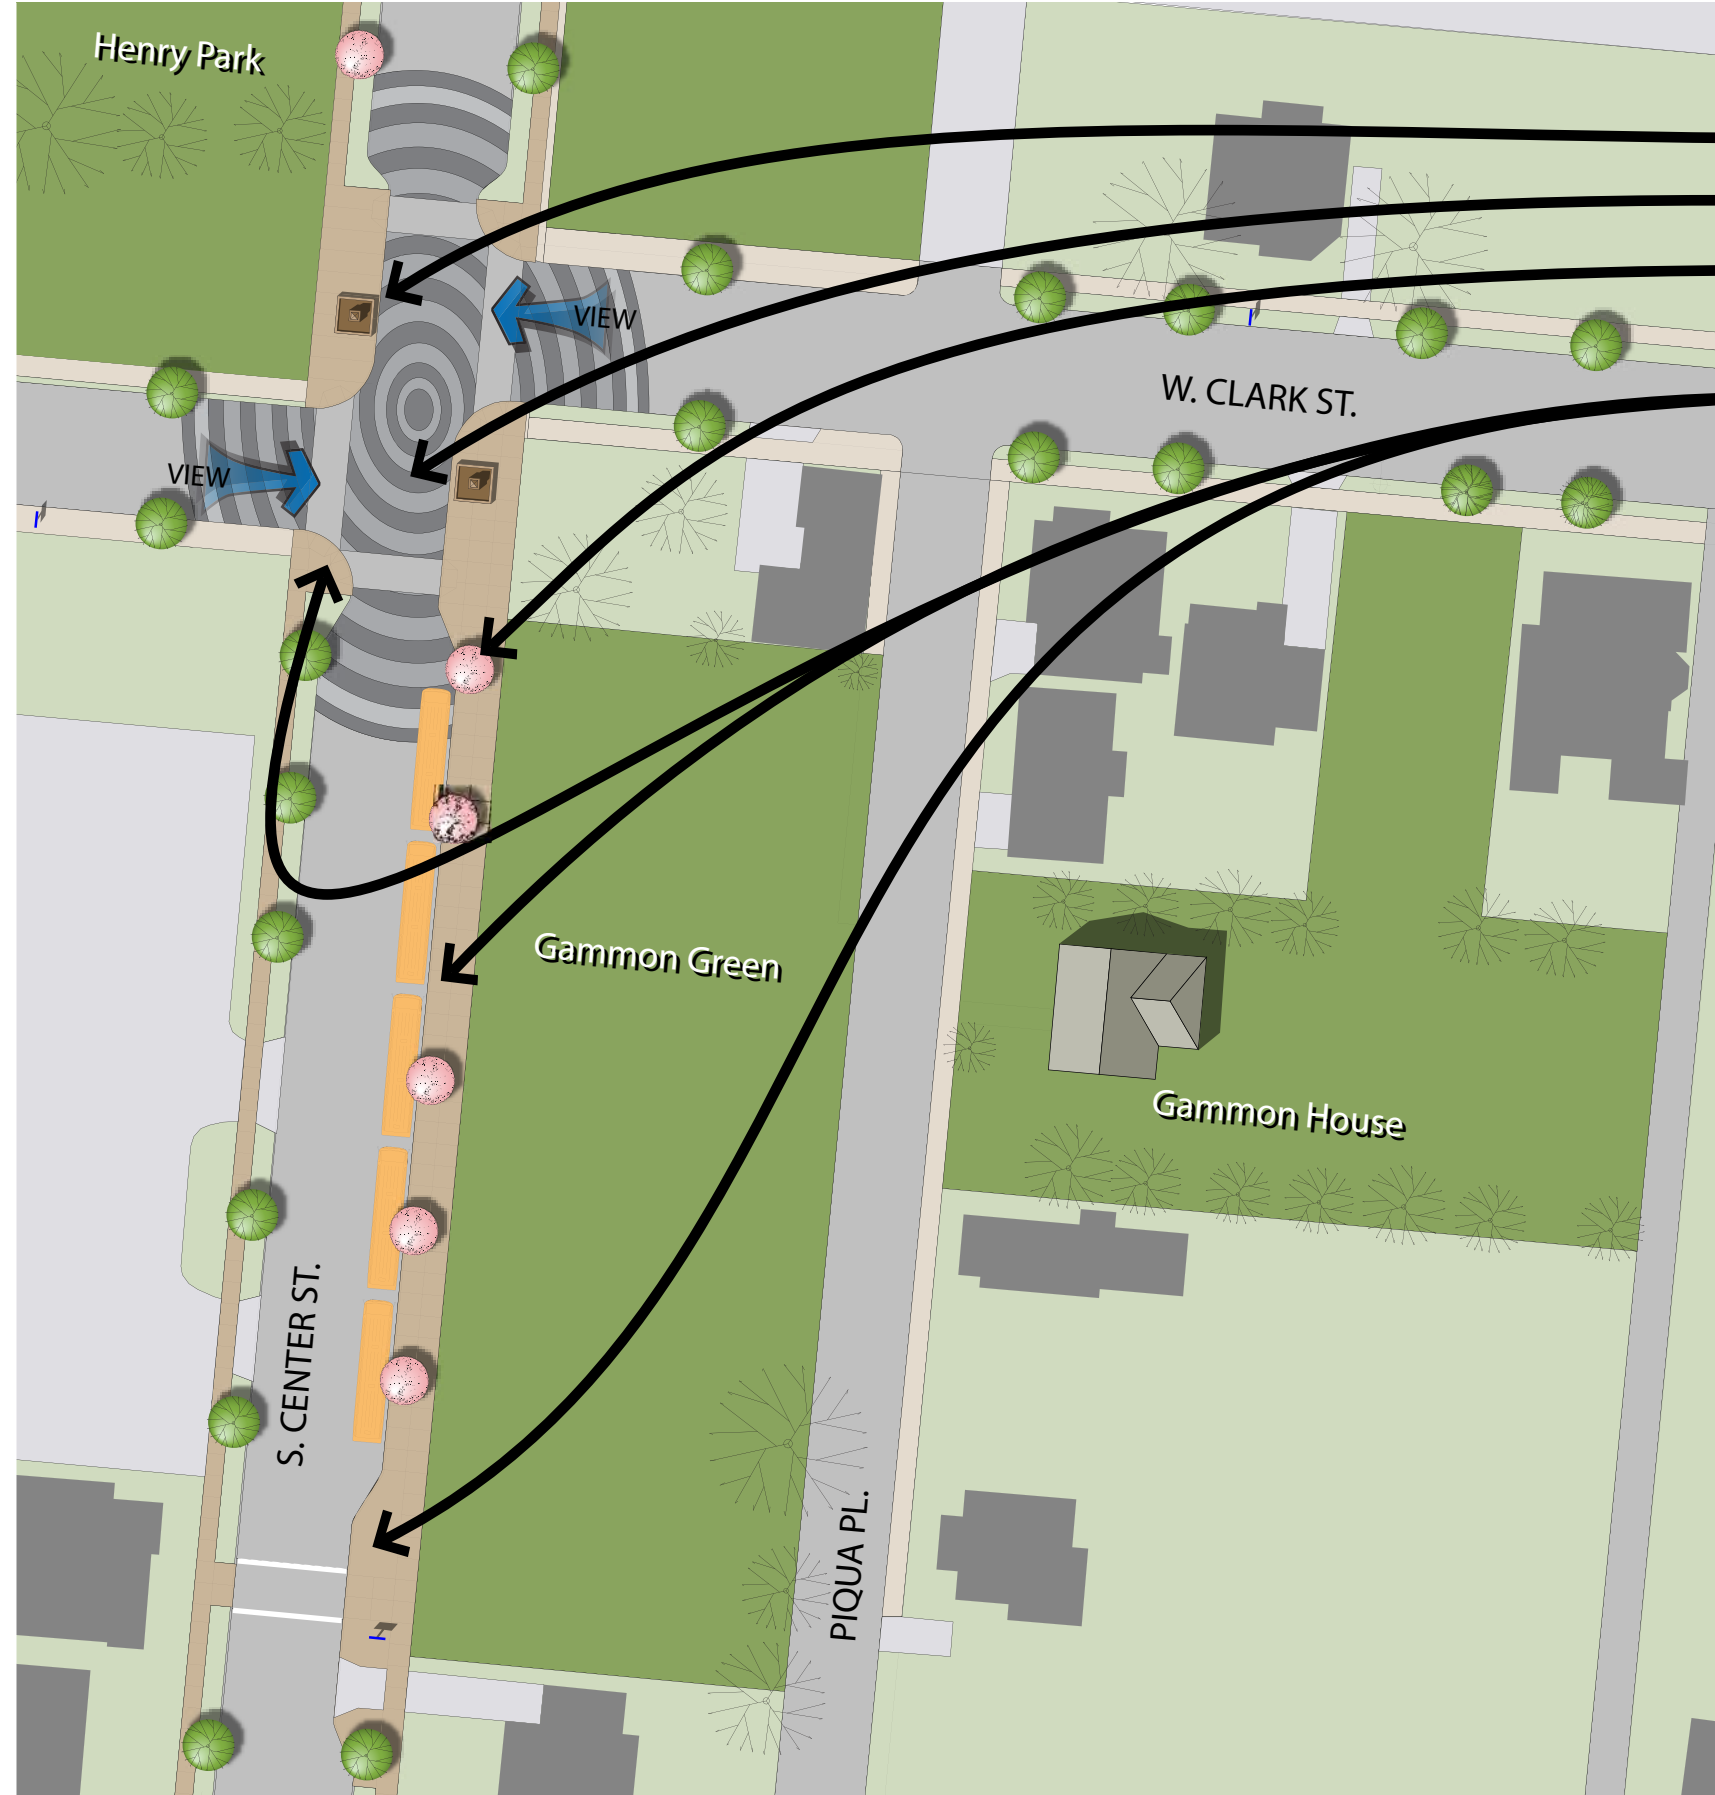 Henry Park
VIEW
W. CLARK ST.
VIEW
Gammon Green
Gammon House
S. CENTER ST.
PIQUA PL.